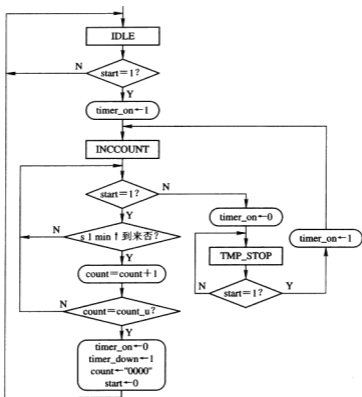 IDLE
N
start=1?
Y
timer_on←1
INCCOUNT
start=1?
N
Y
timer_on←0
N
s 1 min↑到来否?
timer_on←1
Y
TMP_STOP
count=count+1
N
start=1?
Y
N
count=count_u?
Y
timer_on←0
timer_down←1
count←"0000"
start←0